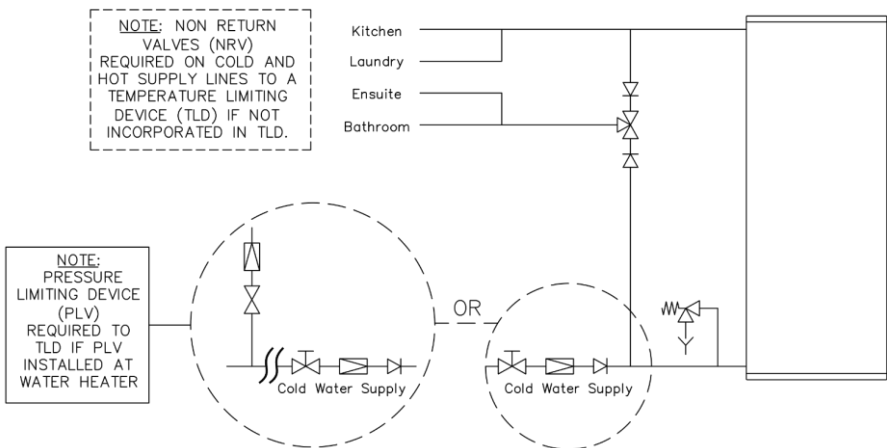 NOTE: NON RETURN
VALVES (NRV)
REQUIRED ON COLD AND
HOT SUPPLY LINES TO A
TEMPERATURE LIMITING
DEVICE (TLD) IF NOT
INCORPORATED IN TLD.
Kitchen
Laundry
Ensuite
Bathroom
NOTE:
PRESSURE
LIMITING DEVICE
(PLV)
REQUIRED TO
TLD IF PLV
INSTALLED AT
WATER HEATER
OR
Cold Water Supply
Cold Water Supply